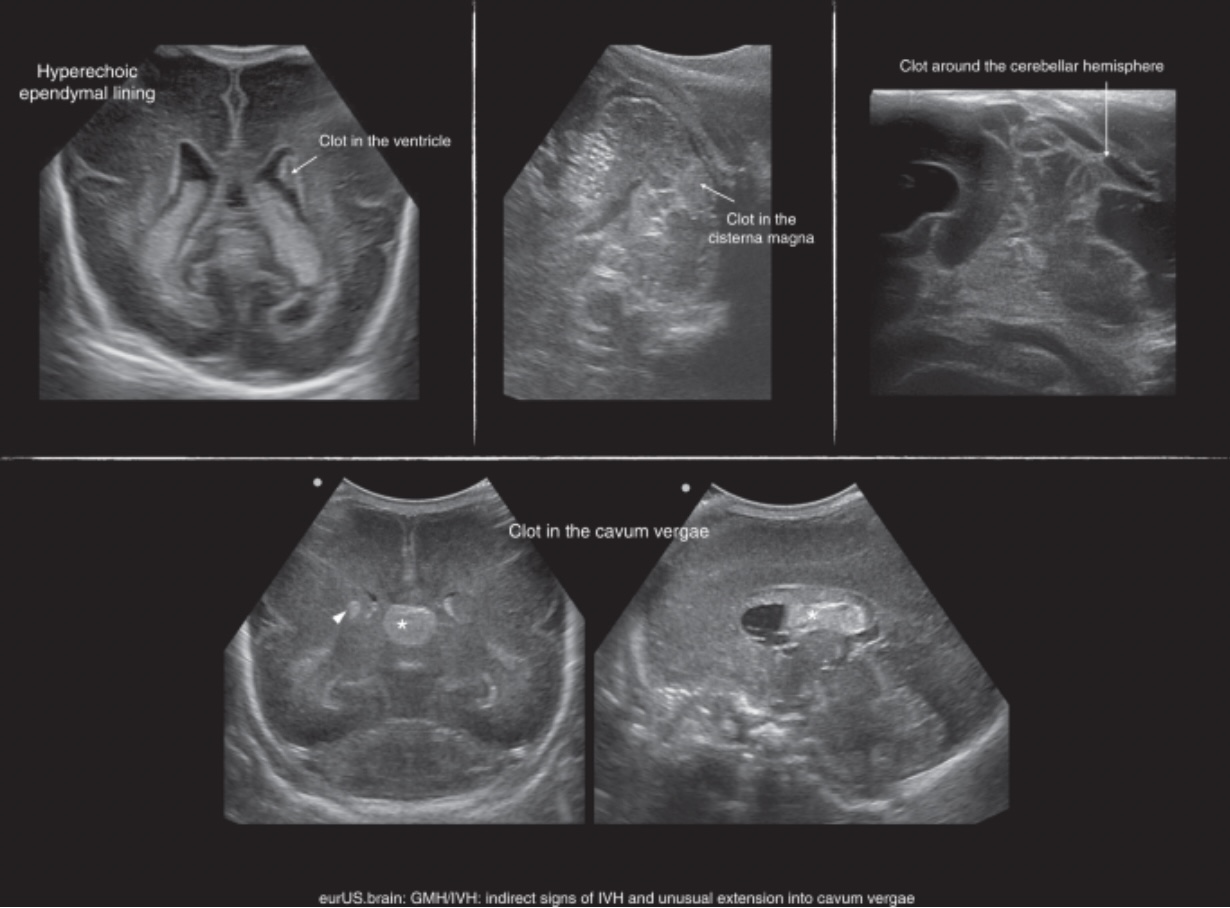 Hyperechoic
ependymal lining
Clot in the ventricle
Clot in the
cisterna magna
Clot around the cerebellar hemisphere
Clot in the cavum vergae
*
*
eurUS.brain: GMH/IVH: indirect signs of IVH and unusual extension into cavum vergae